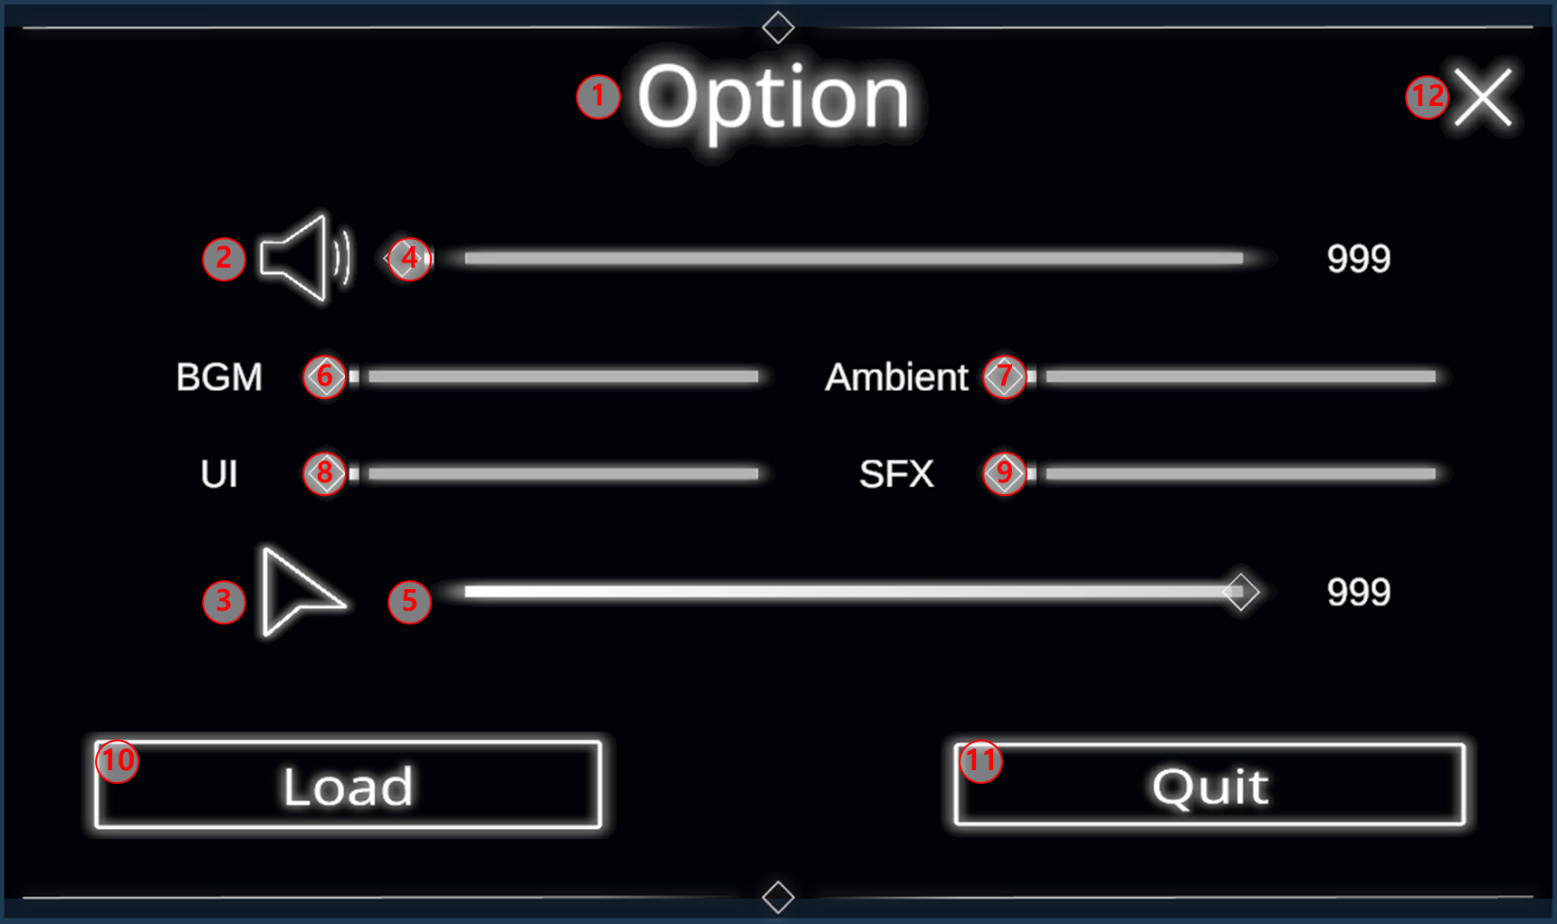 1 Option 12
2 4 999
BGM 6 Ambient 7
UI 8 SFX 9
3 5 999
10 Load 11 Quit